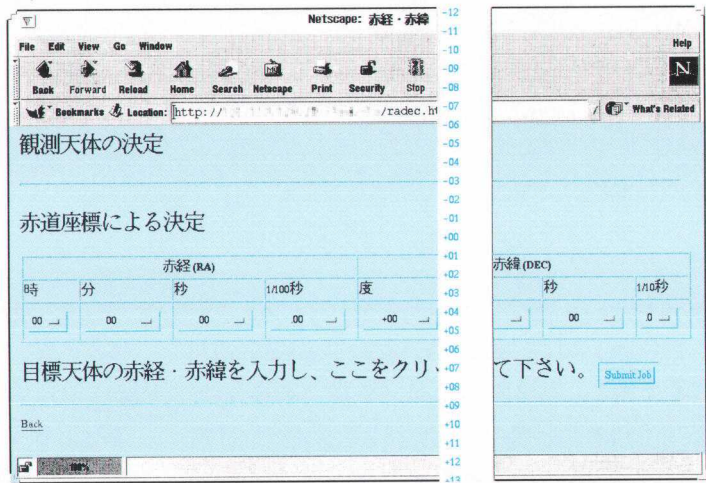 Netscape: 赤経・赤緯
File Edit View Go Window Help
Back Forward Reload Home Search Netscape Print Security Stop
Bookmarks Location: http:// /radec.ht What's Related
観測天体の決定
赤道座標による決定
赤経 (RA) 赤緯 (DEC)
時 分 秒 1/100秒 度 秒 1/10秒
00 00 00 .00 +00 00 .0
目標天体の赤経・赤緯を入力し、ここをクリ て下さい。 Submit Job
Back
100%
-12
-11
-10
-09
-08
-07
-06
-05
-04
-03
-02
-01
+00
+01
+02
+03
+04
+05
+06
+07
+08
+09
+10
+11
+12
+13